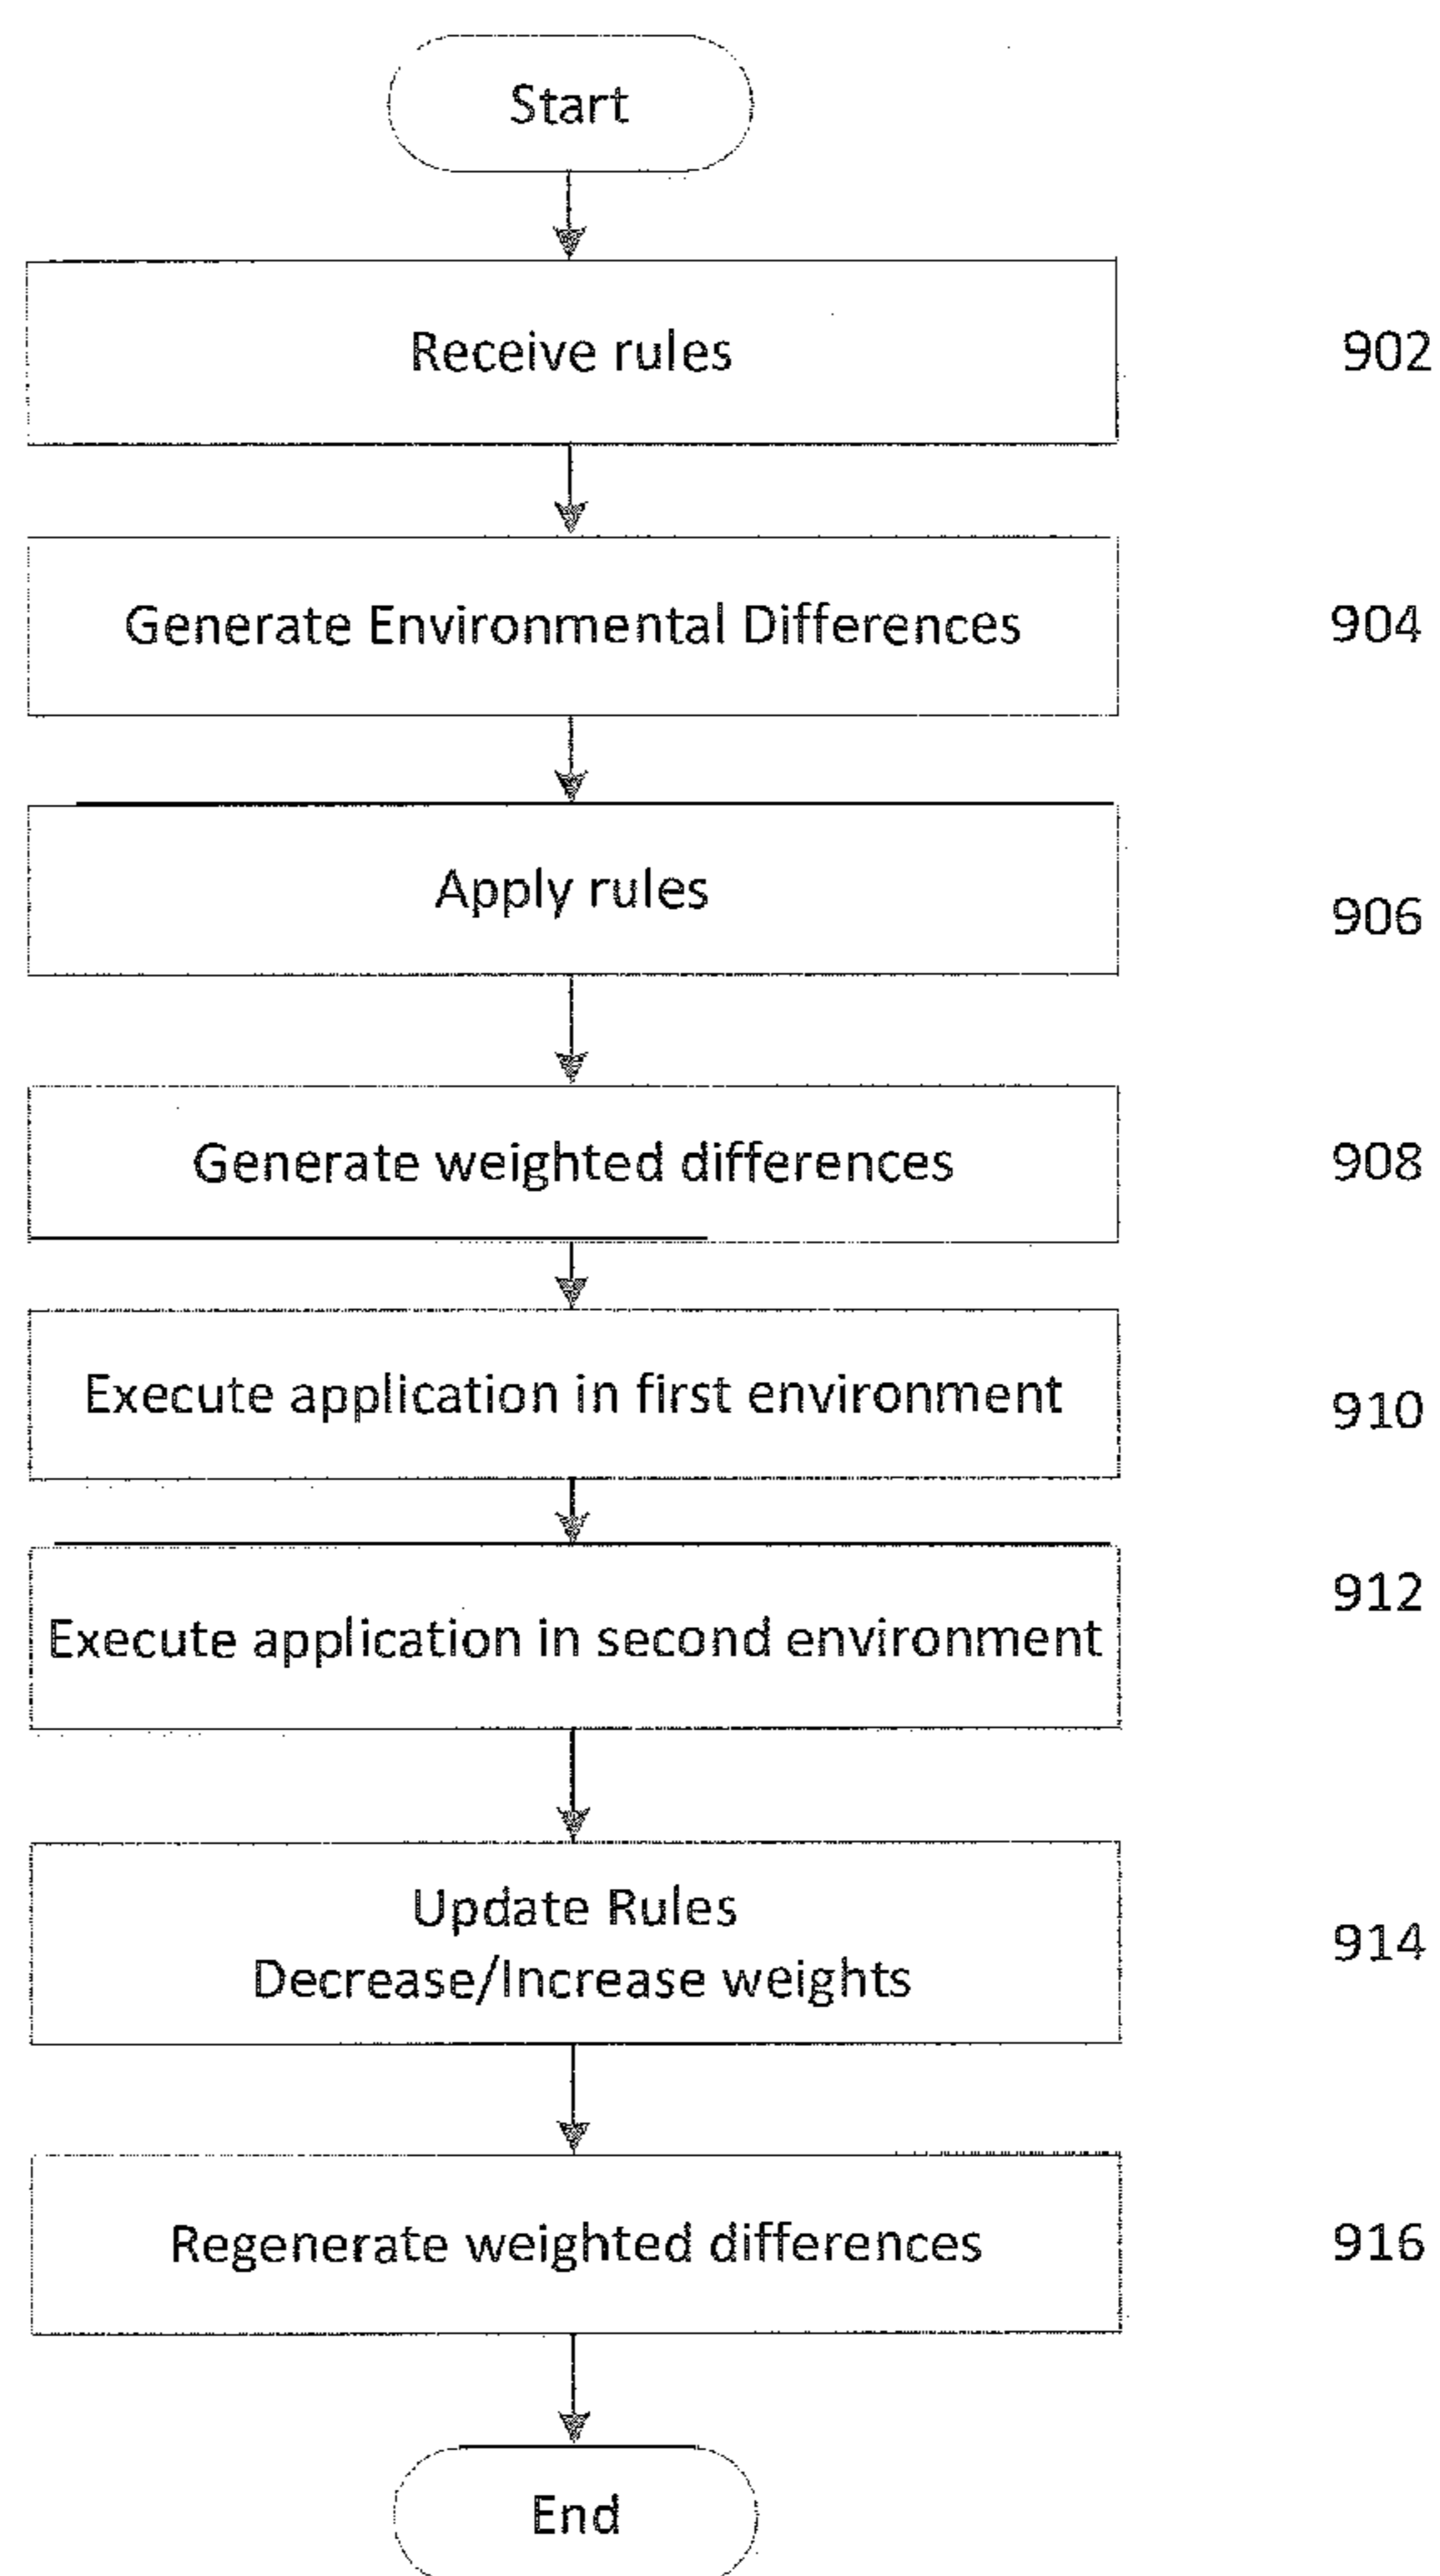 Start
Receive rules
902
Generate Environmental Differences
904
Apply rules
906
Generate weighted differences
908
Execute application in first environment
910
Execute application in second environment
912
Update Rules
Decrease/Increase weights
914
Regenerate weighted differences
916
End